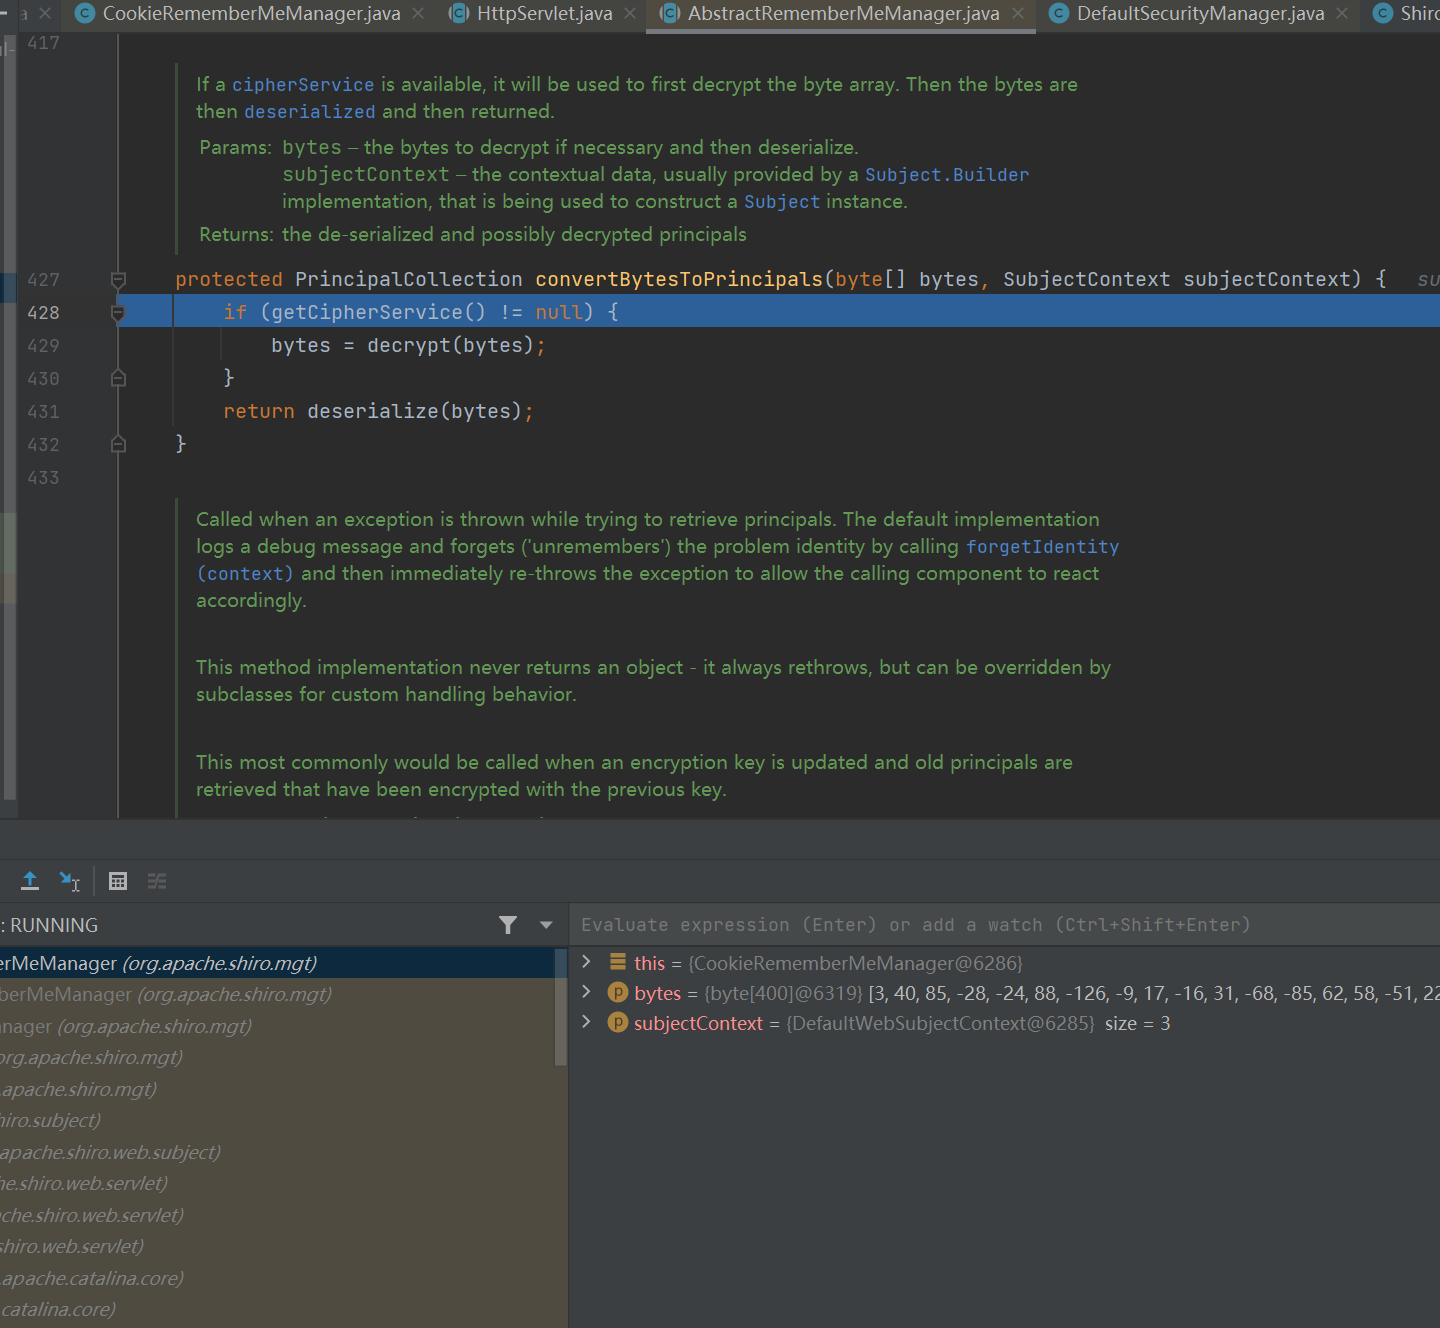 a CookieRememberMeManager.java HttpServlet.java AbstractRememberMeManager.java DefaultSecurityManager.java Shiro
417
If a cipherService is available, it will be used to first decrypt the byte array. Then the bytes are
then deserialized and then returned.
Params: bytes – the bytes to decrypt if necessary and then deserialize.
subjectContext – the contextual data, usually provided by a Subject.Builder
implementation, that is being used to construct a Subject instance.
Returns: the de-serialized and possibly decrypted principals
427 protected PrincipalCollection convertBytesToPrincipals(byte[] bytes, SubjectContext subjectContext) { su
428 if (getCipherService() != null) {
429 bytes = decrypt(bytes);
430 }
431 return deserialize(bytes);
432 }
433
Called when an exception is thrown while trying to retrieve principals. The default implementation
logs a debug message and forgets ('unremembers') the problem identity by calling forgetIdentity
(context) and then immediately re-throws the exception to allow the calling component to react
accordingly.
This method implementation never returns an object - it always rethrows, but can be overridden by
subclasses for custom handling behavior.
This most commonly would be called when an encryption key is updated and old principals are
retrieved that have been encrypted with the previous key.
: RUNNING
Evaluate expression (Enter) or add a watch (Ctrl+Shift+Enter)
erMeManager (org.apache.shiro.mgt)
berMeManager (org.apache.shiro.mgt)
anager (org.apache.shiro.mgt)
org.apache.shiro.mgt)
.apache.shiro.mgt)
hiro.subject)
apache.shiro.web.subject)
he.shiro.web.servlet)
che.shiro.web.servlet)
shiro.web.servlet)
.apache.catalina.core)
catalina.core)
this = {CookieRememberMeManager@6286}
bytes = {byte[400]@6319} [3, 40, 85, -28, -24, 88, -126, -9, 17, -16, 31, -68, -85, 62, 58, -51, 22
subjectContext = {DefaultWebSubjectContext@6285} size = 3